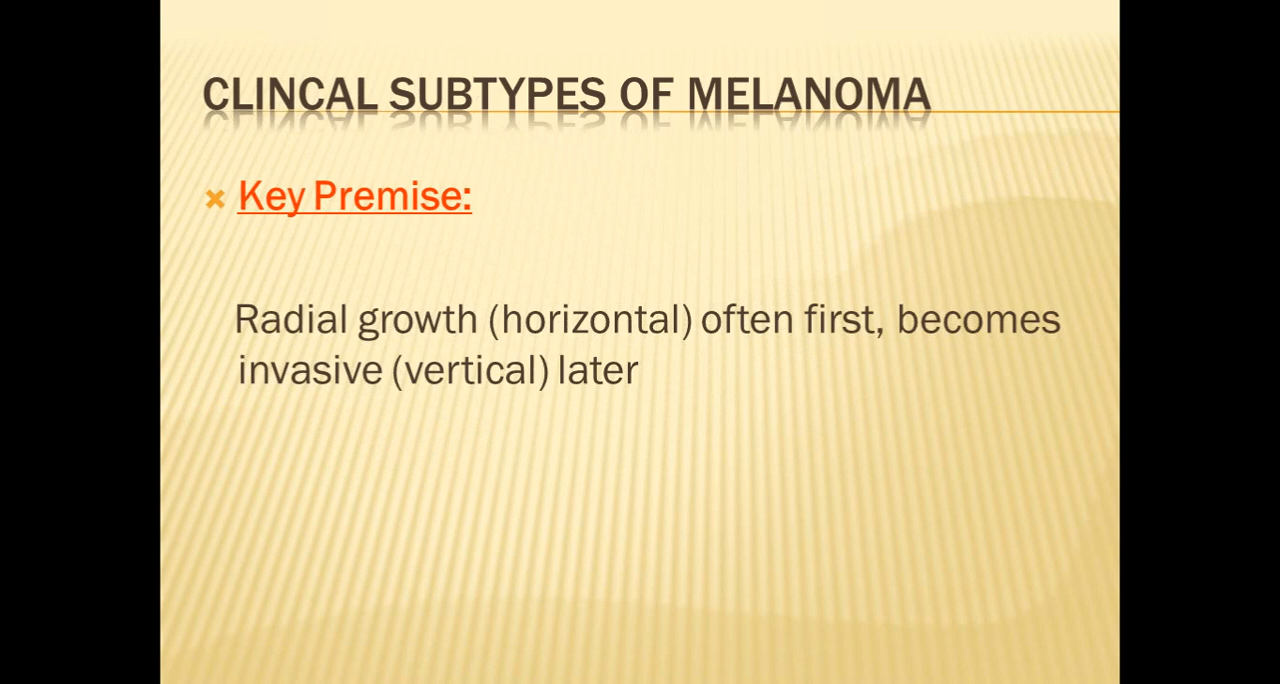 CLINCAL SUBTYPES OF MELANOMA
Key Premise:
Radial growth (horizontal) often first, becomes
invasive (vertical) later